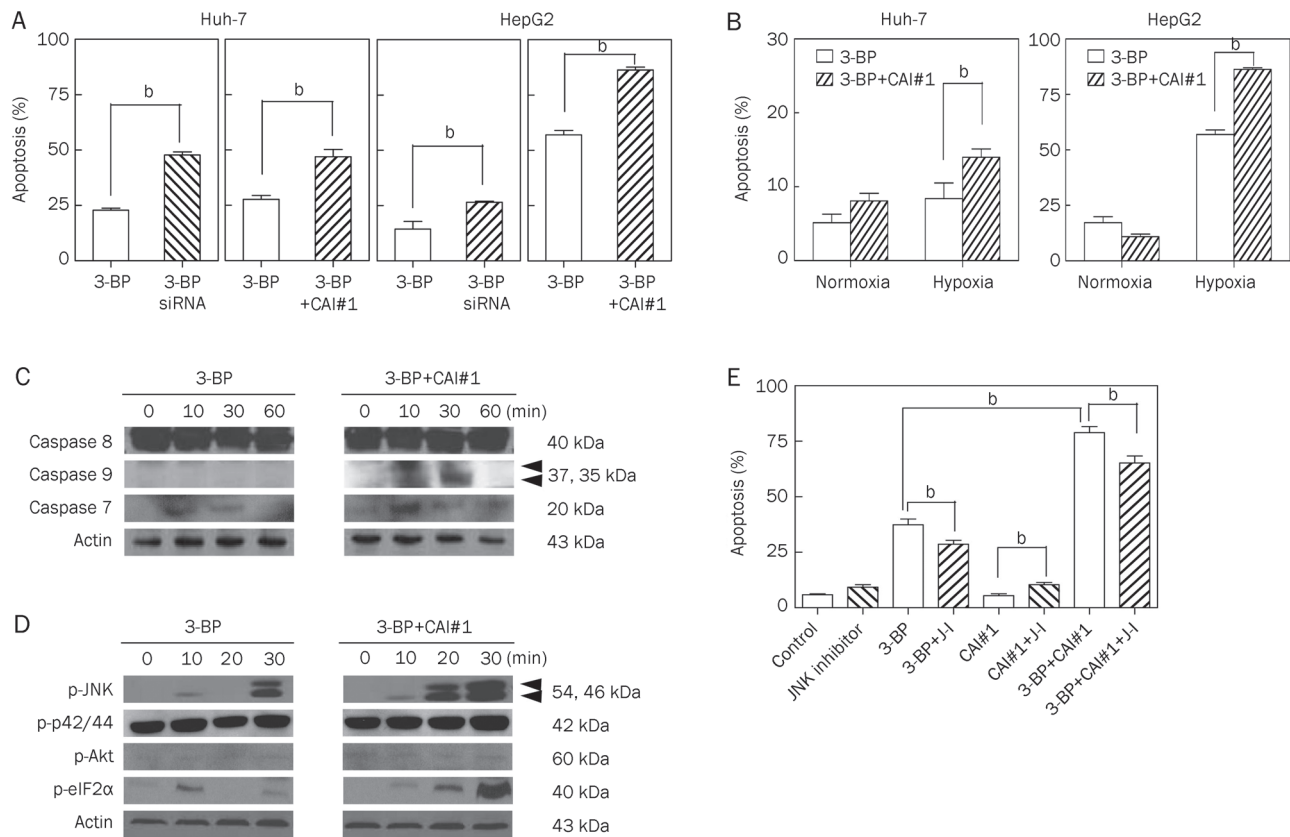 A
Huh-7
HepG2
Apoptosis (%)
100
75
50
25
0
b
b
b
b
3-BP
3-BP siRNA
3-BP
3-BP +CAI#1
3-BP
3-BP siRNA
3-BP
3-BP +CAI#1
B
Huh-7
HepG2
Apoptosis (%)
30
20
10
0
3-BP
3-BP+CAI#1
b
Normoxia
Hypoxia
100
75
50
25
0
3-BP
3-BP+CAI#1
b
Normoxia
Hypoxia
C
3-BP
3-BP+CAI#1
0 10 30 60
0 10 30 60 (min)
Caspase 8
40 kDa
Caspase 9
37, 35 kDa
Caspase 7
20 kDa
Actin
43 kDa
D
3-BP
3-BP+CAI#1
0 10 20 30
0 10 20 30 (min)
p-JNK
54, 46 kDa
p-p42/44
42 kDa
p-Akt
60 kDa
p-eIF2α
40 kDa
Actin
43 kDa
E
Apoptosis (%)
100
75
50
25
0
b
b
b
b
Control
JNK inhibitor
3-BP
3-BP+J-I
CAI#1
CAI#1+J-I
3-BP+CAI#1
3-BP+CAI#1+J-I